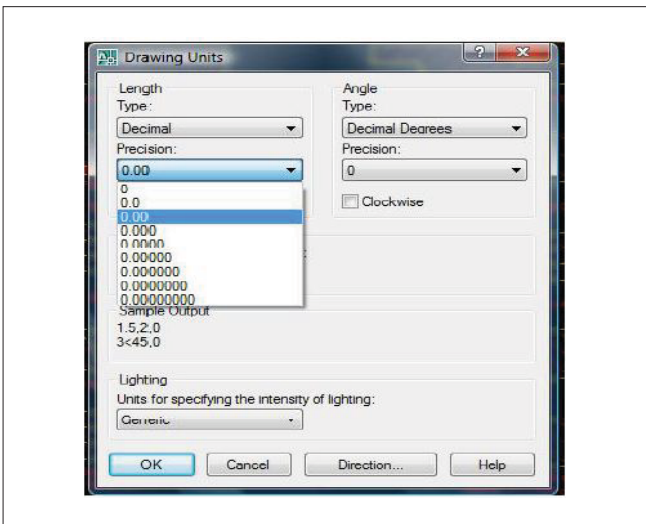 Drawing Units
Length
Type:
Decimal
Precision:
0.00
0
0.0
0.00
0.000
0.0000
0.00000
0.000000
0.0000000
0.00000000
Angle
Type:
Decimal Degrees
Precision:
0
Clockwise
Sample Output
1.5,2,0
3<45,0
Lighting
Units for specifying the intensity of lighting:
Generic
OK
Cancel
Direction...
Help